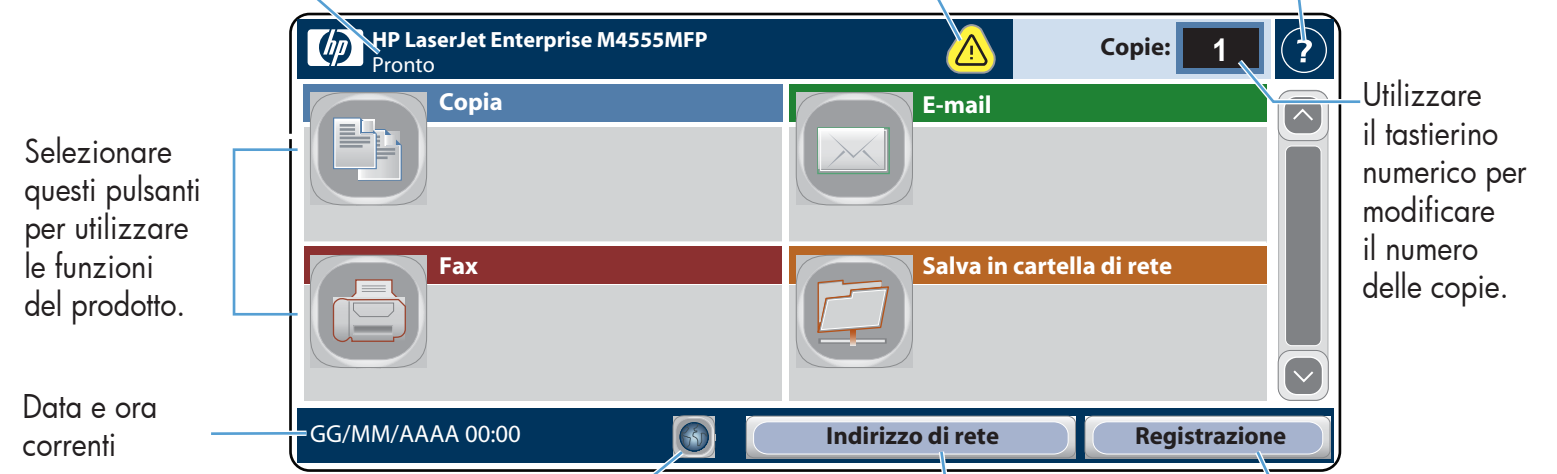 hp HP LaserJet Enterprise M4555MFP
Pronto
Copie: 1 ?
Copia
E-mail
Fax
Salva in cartella di rete
GG/MM/AAAA 00:00
Indirizzo di rete
Registrazione
Selezionare
questi pulsanti
per utilizzare
le funzioni
del prodotto.
Data e ora
correnti
Utilizzare
il tastierino
numerico per
modificare
il numero
delle copie.